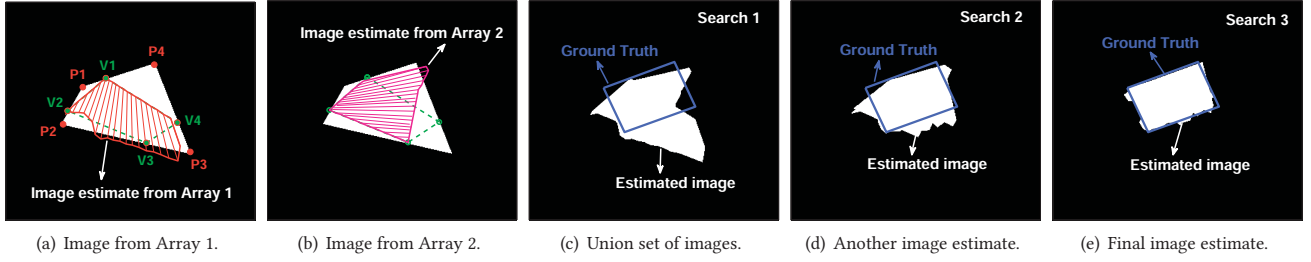 P4
V1
P1
V2
V4
P2
V3
P3
Image estimate from Array 1
(a) Image from Array 1.
Image estimate from Array 2
(b) Image from Array 2.
Search 1
Ground Truth
Estimated image
(c) Union set of images.
Search 2
Ground Truth
Estimated image
(d) Another image estimate.
Search 3
Ground Truth
Estimated image
(e) Final image estimate.